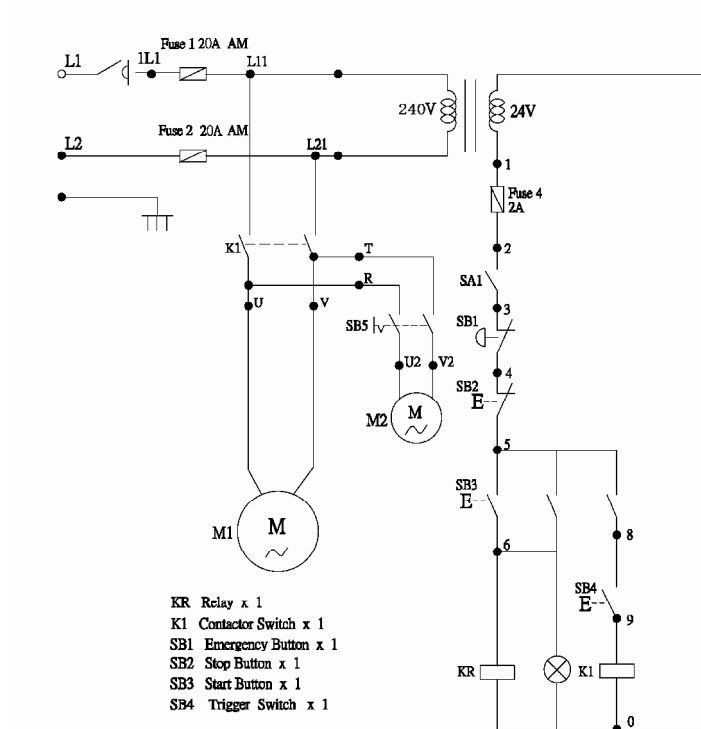 Fuse 1 20A AM
L1
1L1
L11
240V
24V
Fuse 2 20A AM
L2
L21
1
Fuse 4
2A
2
K1
T
SA1
R
3
U
V
SB1
SB5
U2
V2
4
SB2
E
M2
M
5
SB3
E
M1
M
6
8
KR Relay x 1
K1 Contactor Switch x 1
SB1 Emergency Button x 1
SB2 Stop Button x 1
SB3 Start Button x 1
SB4 Trigger Switch x 1
SB4
E
9
KR
K1
0